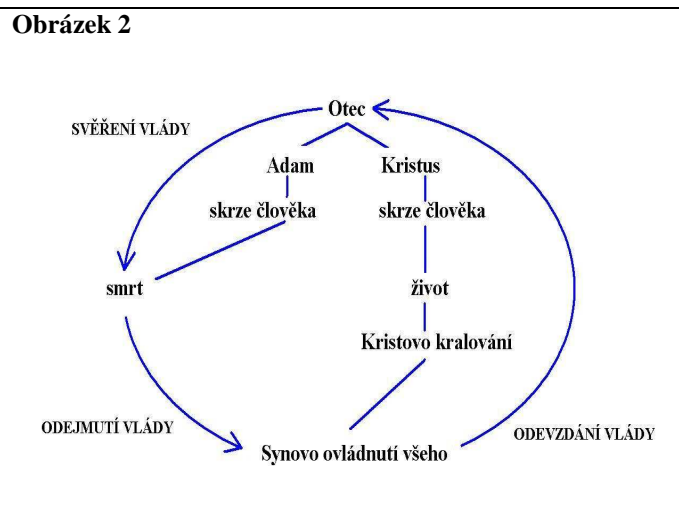 Obrázek 2
Otec
SVĚŘENÍ VLÁDY
Adam Kristus
skrze člověka skrze člověka
smrt život
Kristovo kralování
ODEJMUTÍ VLÁDY ODEVZDÁNÍ VLÁDY
Synovo ovládnutí všeho